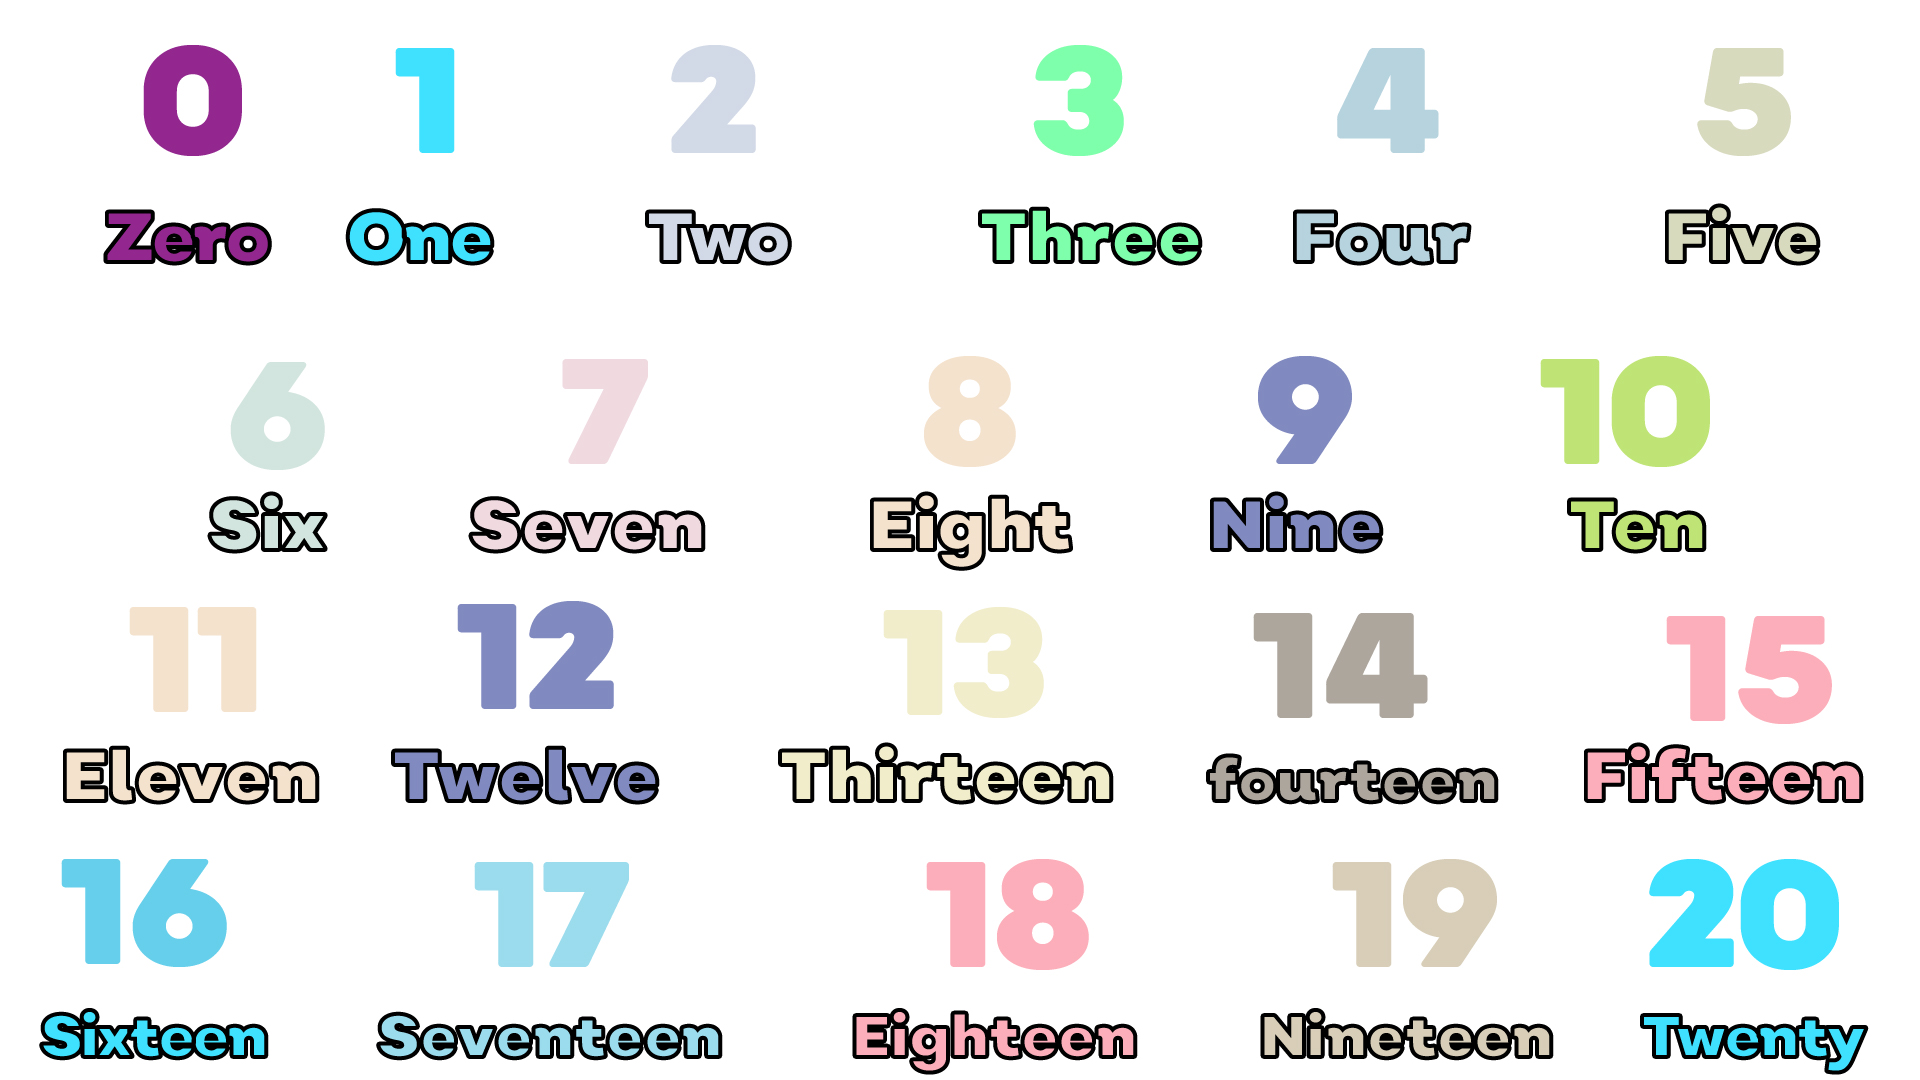 0 1 2 3 4 5
Zero One Two Three Four Five
6 7 8 9 10
Six Seven Eight Nine Ten
11 12 13 14 15
Eleven Twelve Thirteen fourteen Fifteen
16 17 18 19 20
Sixteen Seventeen Eighteen Nineteen Twenty